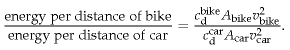 energy per distance of bike / energy per distance of car = c_d^bike A_bike v_bike^2 / c_d^car A_car v_car^2.